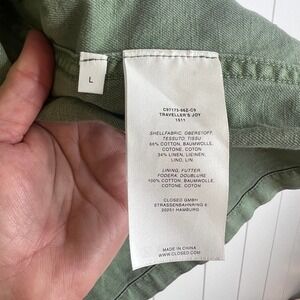 L
C97173-56Z-C9
TRAVELLER'S JOY
1511
SHELLFABRIC, OBERSTOFF,
TESSUTO, TISSU
66% COTTON, BAUMWOLLE,
COTONE, COTON
34% LINEN, LEINEN,
LINO, LIN
LINING, FUTTER,
FODERA, DOUBLURE
100% COTTON, BAUMWOLLE,
COTONE, COTON
CLOSED GMBH
STRASSENBAHNRING 6
20251 HAMBURG
MADE IN CHINA
WWW.CLOSED.COM